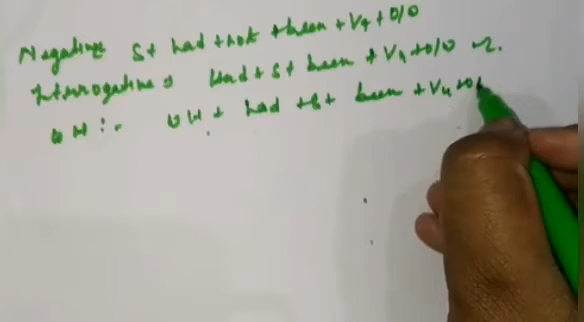 Negative S+ had +not +been +V4 +O/O
Interrogative Had + S+ been + V4 +O/O ?.
WH :- WH + had +S+ been + V4 +O